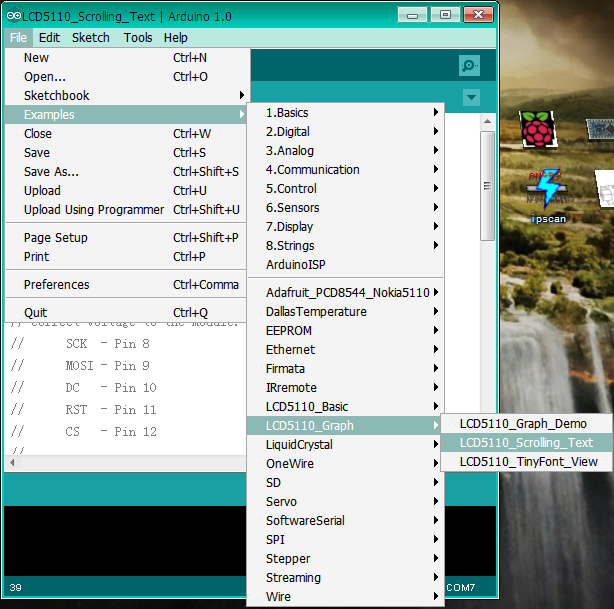 LCD5110_Scrolling_Text | Arduino 1.0
File Edit Sketch Tools Help
New Ctrl+N
Open... Ctrl+O
Sketchbook
Examples
Close Ctrl+W
Save Ctrl+S
Save As... Ctrl+Shift+S
Upload Ctrl+U
Upload Using Programmer Ctrl+Shift+U
Page Setup Ctrl+Shift+P
Print Ctrl+P
Preferences Ctrl+Comma
Quit Ctrl+Q
1.Basics
2.Digital
3.Analog
4.Communication
5.Control
6.Sensors
7.Display
8.Strings
ArduinoISP
Adafruit_PCD8544_Nokia5110
DallasTemperature
EEPROM
Ethernet
Firmata
IRremote
LCD5110_Basic
LCD5110_Graph
LiquidCrystal
OneWire
SD
Servo
SoftwareSerial
SPI
Stepper
Streaming
Wire
LCD5110_Graph_Demo
LCD5110_Scrolling_Text
LCD5110_TinyFont_View
// correct voltage to the module.
// SCK - Pin 8
// MOSI - Pin 9
// DC - Pin 10
// RST - Pin 11
// CS - Pin 12
//
39
COM7
ipscan